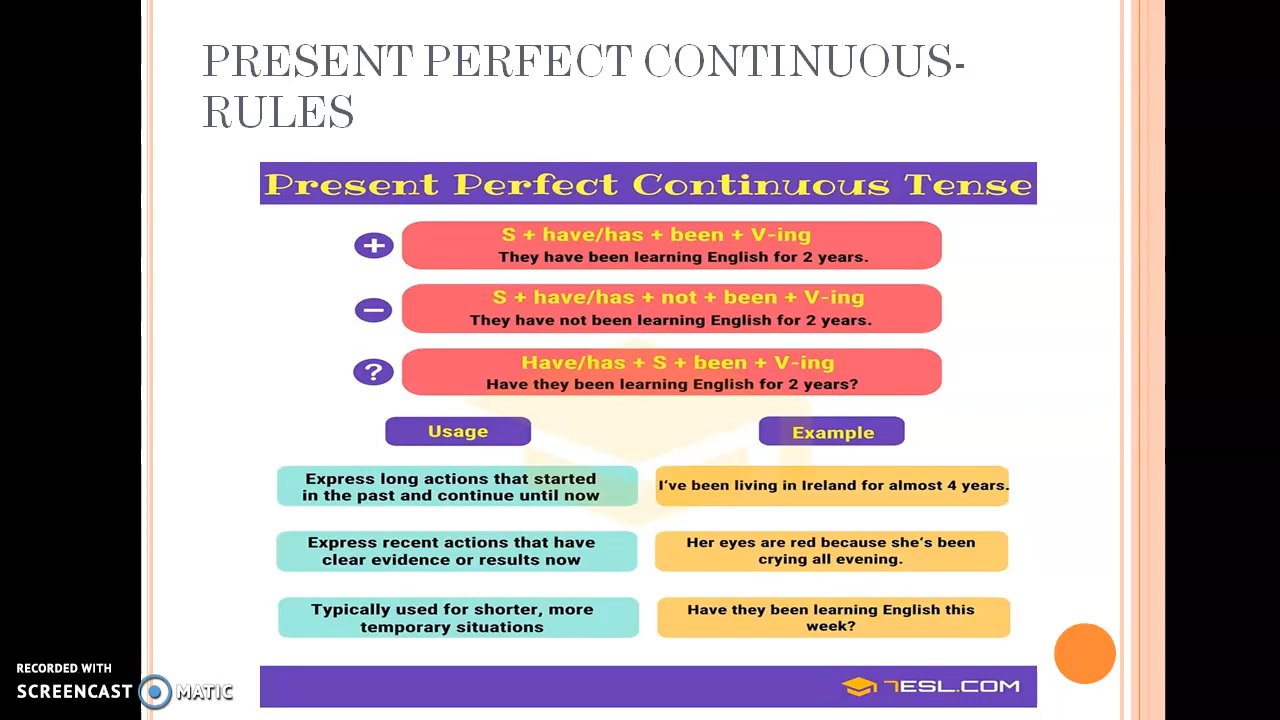 PRESENT PERFECT CONTINUOUS-
RULES
Present Perfect Continuous Tense
+
S + have/has + been + V-ing
They have been learning English for 2 years.
−
S + have/has + not + been + V-ing
They have not been learning English for 2 years.
?
Have/has + S + been + V-ing
Have they been learning English for 2 years?
Usage
Example
Express long actions that started
in the past and continue until now
I've been living in Ireland for almost 4 years.
Express recent actions that have
clear evidence or results now
Her eyes are red because she's been
crying all evening.
Typically used for shorter, more
temporary situations
Have they been learning English this
week?
7ESL.COM
RECORDED WITH
SCREENCAST MATIC